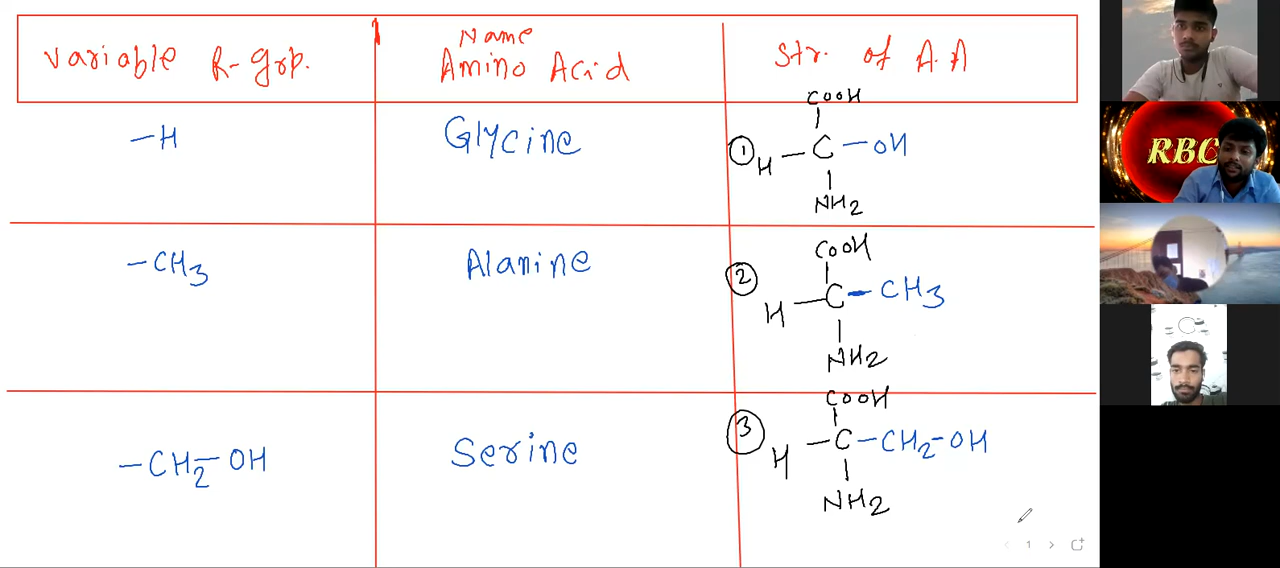 Variable R-grp.
Name
Amino Acid
Str. of A.A
-H
Glycine
①
COOH
H - C - OH
NH2
-CH3
Alanine
②
COOH
H - C - CH3
NH2
-CH2-OH
Serine
③
COOH
H - C - CH2-OH
NH2
RBC
1